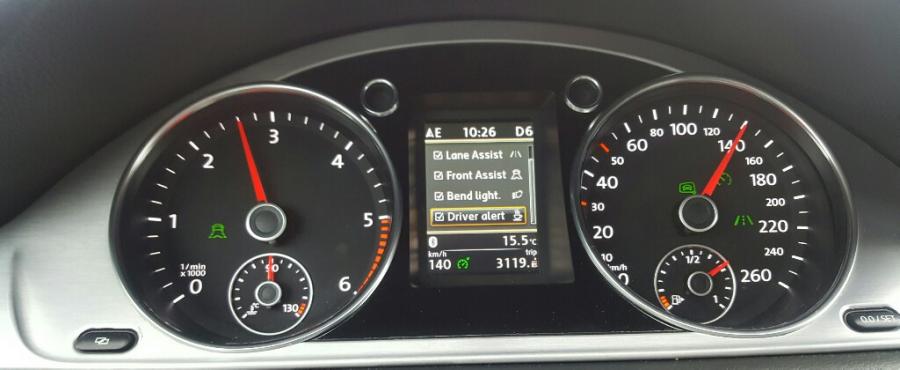 0
1
2
3
4
5
6
1/min
x 1000
90
130
°C
E 10:26 D6
Lane Assist
Front Assist
Bend light.
Driver alert
15.5°C
km/h trip
140 3119.
0
10
20
30
40
50
60
80
100
120
140
160
180
200
220
240
260
km/h
1/2
1
0.0 / SET